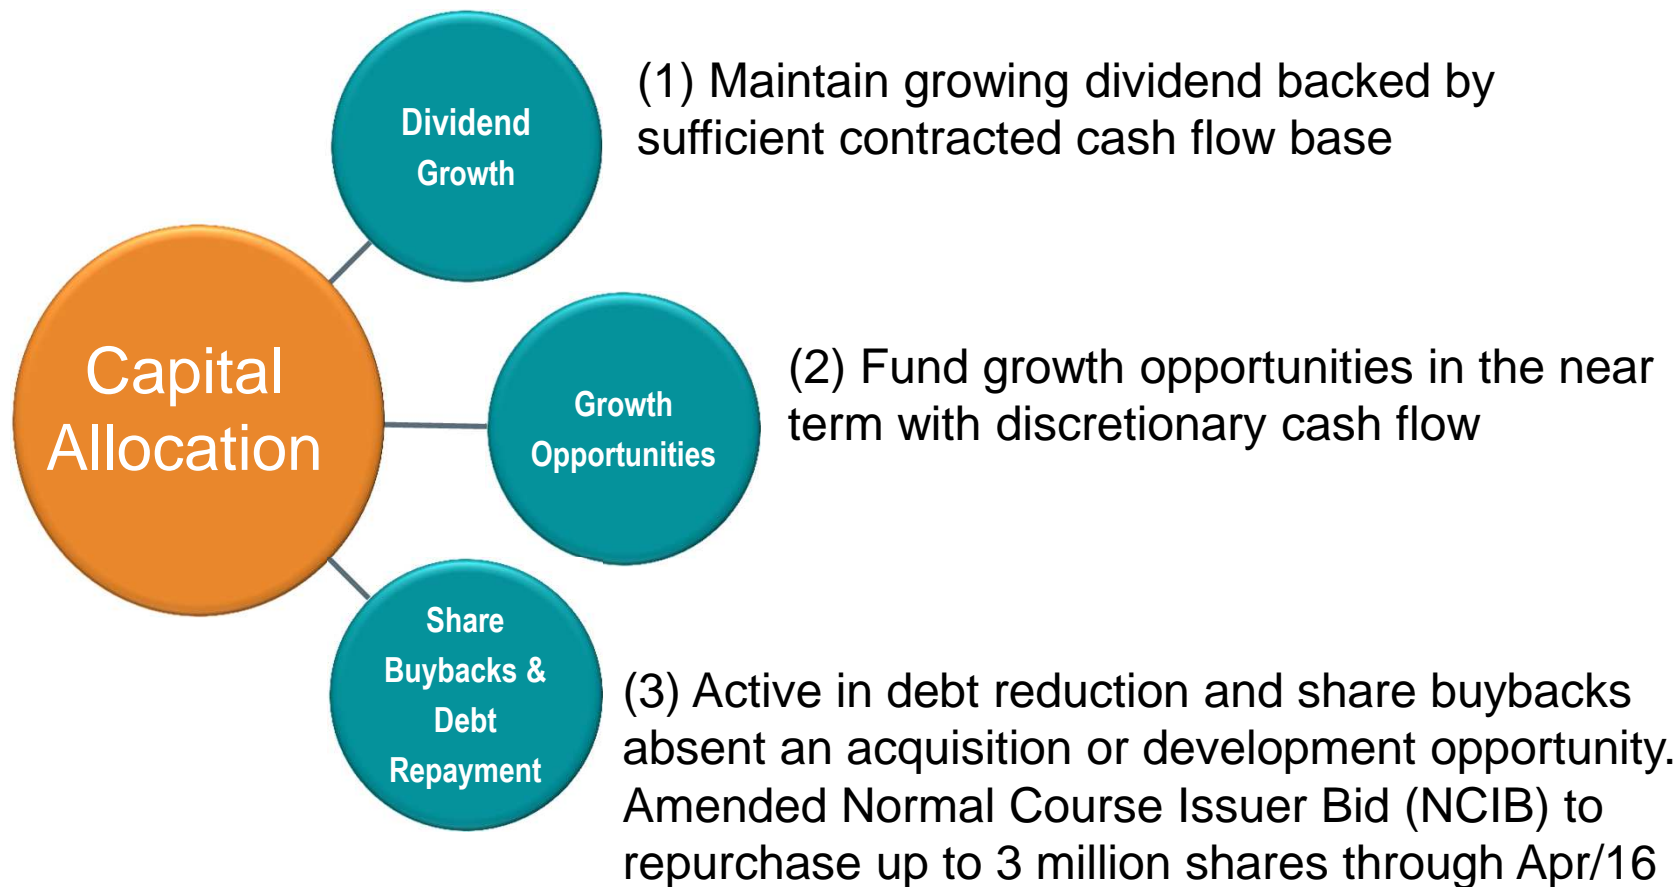 Capital
Allocation
Dividend
Growth
(1) Maintain growing dividend backed by
sufficient contracted cash flow base
Growth
Opportunities
(2) Fund growth opportunities in the near
term with discretionary cash flow
Share
Buybacks &
Debt
Repayment
(3) Active in debt reduction and share buybacks
absent an acquisition or development opportunity.
Amended Normal Course Issuer Bid (NCIB) to
repurchase up to 3 million shares through Apr/16